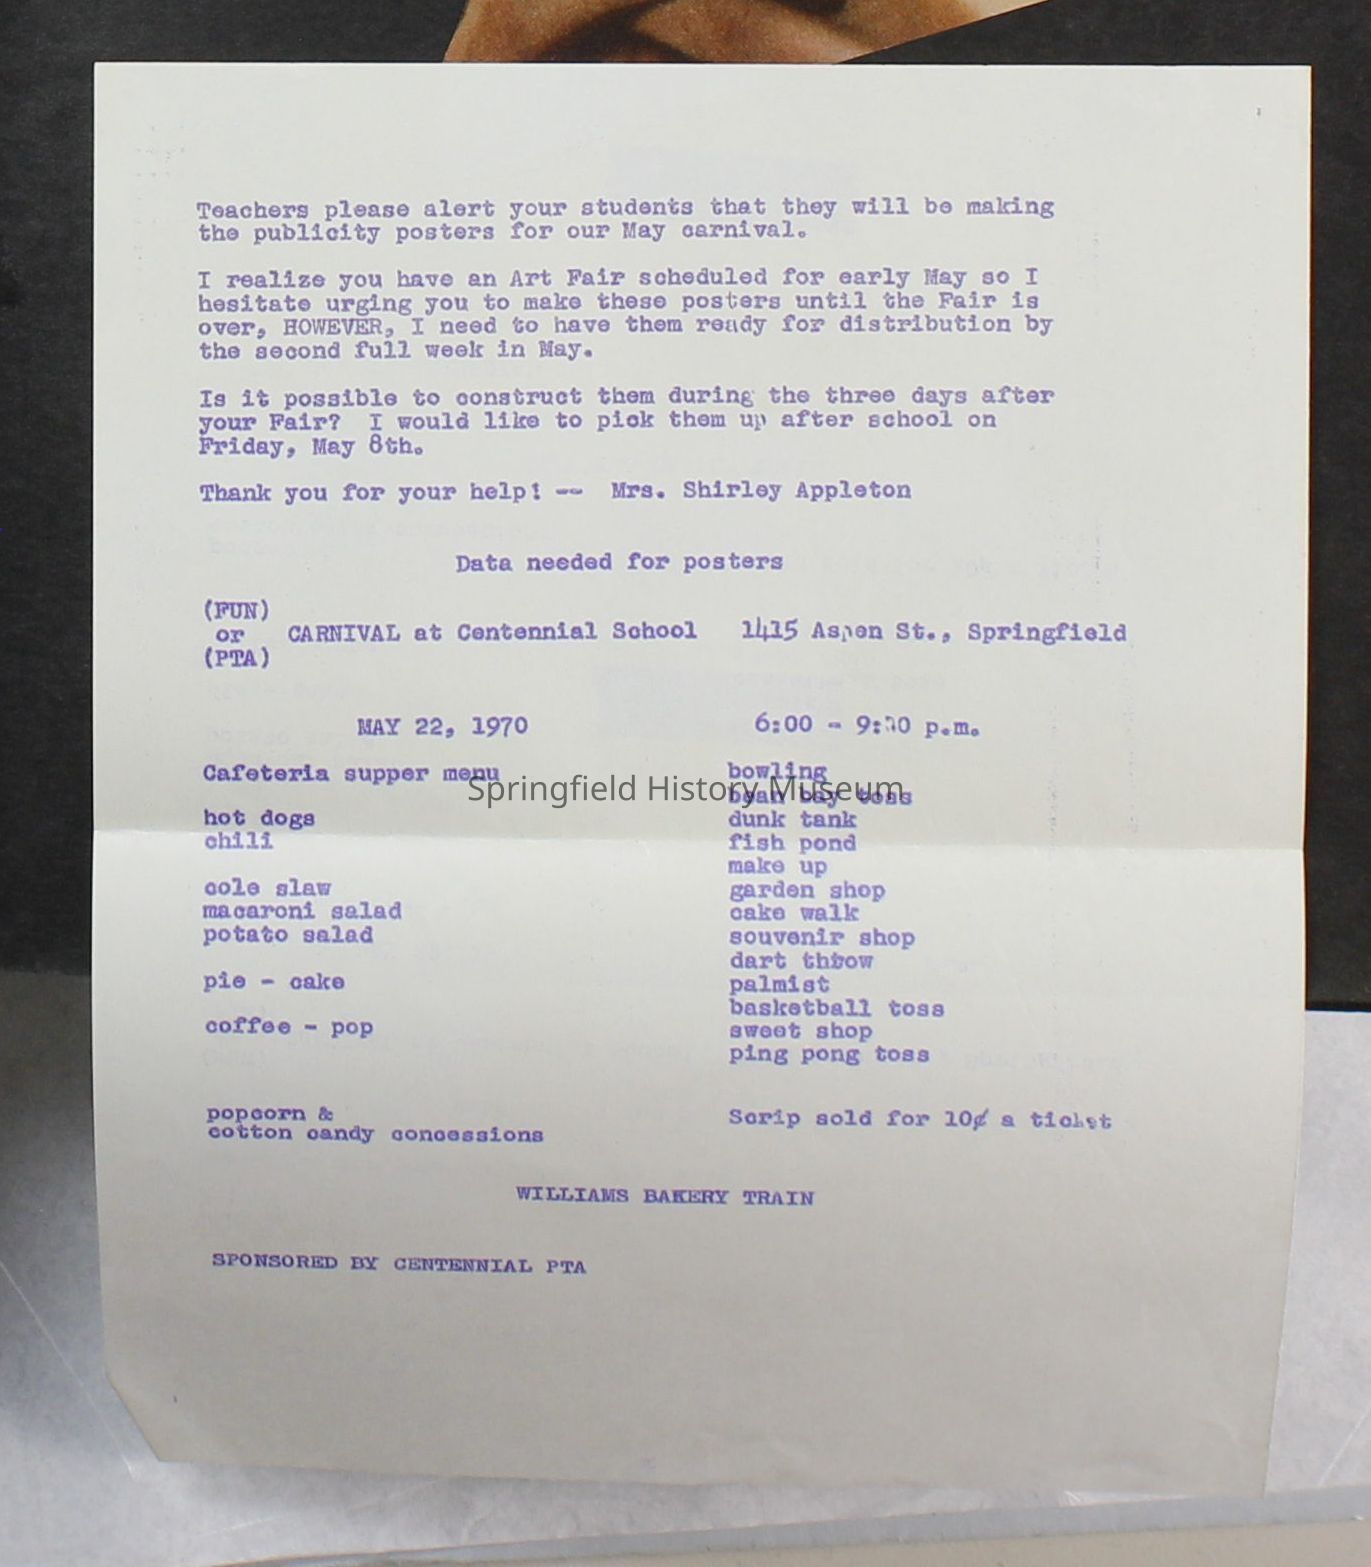 Teachers please alert your students that they will be making
the publicity posters for our May carnival.
I realize you have an Art Fair scheduled for early May so I
hesitate urging you to make these posters until the Fair is
over, HOWEVER, I need to have them ready for distribution by
the second full week in May.
Is it possible to construct them during the three days after
your Fair?  I would like to pick them up after school on
Friday, May 8th.
Thank you for your help! -- Mrs. Shirley Appleton
Data needed for posters
(FUN)
or CARNIVAL at Centennial School 1415 Aspen St., Springfield
(PTA)
MAY 22, 1970 6:00 - p.m.
Cafeteria supper menu
hot dogs
chili
cole slaw
macaroni salad
potato salad
pie - cake
coffee - pop
popcorn &
cotton candy concessions
bowling
Springfield History Museum
bean bag toss
dunk tank
fish pond
make up
garden shop
cake walk
souvenir shop
dart throw
palmist
basketball toss
sweet shop
ping pong toss
Scrip sold for 10¢ a ticket
WILLIAMS BAKERY TRAIN
SPONSORED BY CENTENNIAL PTA